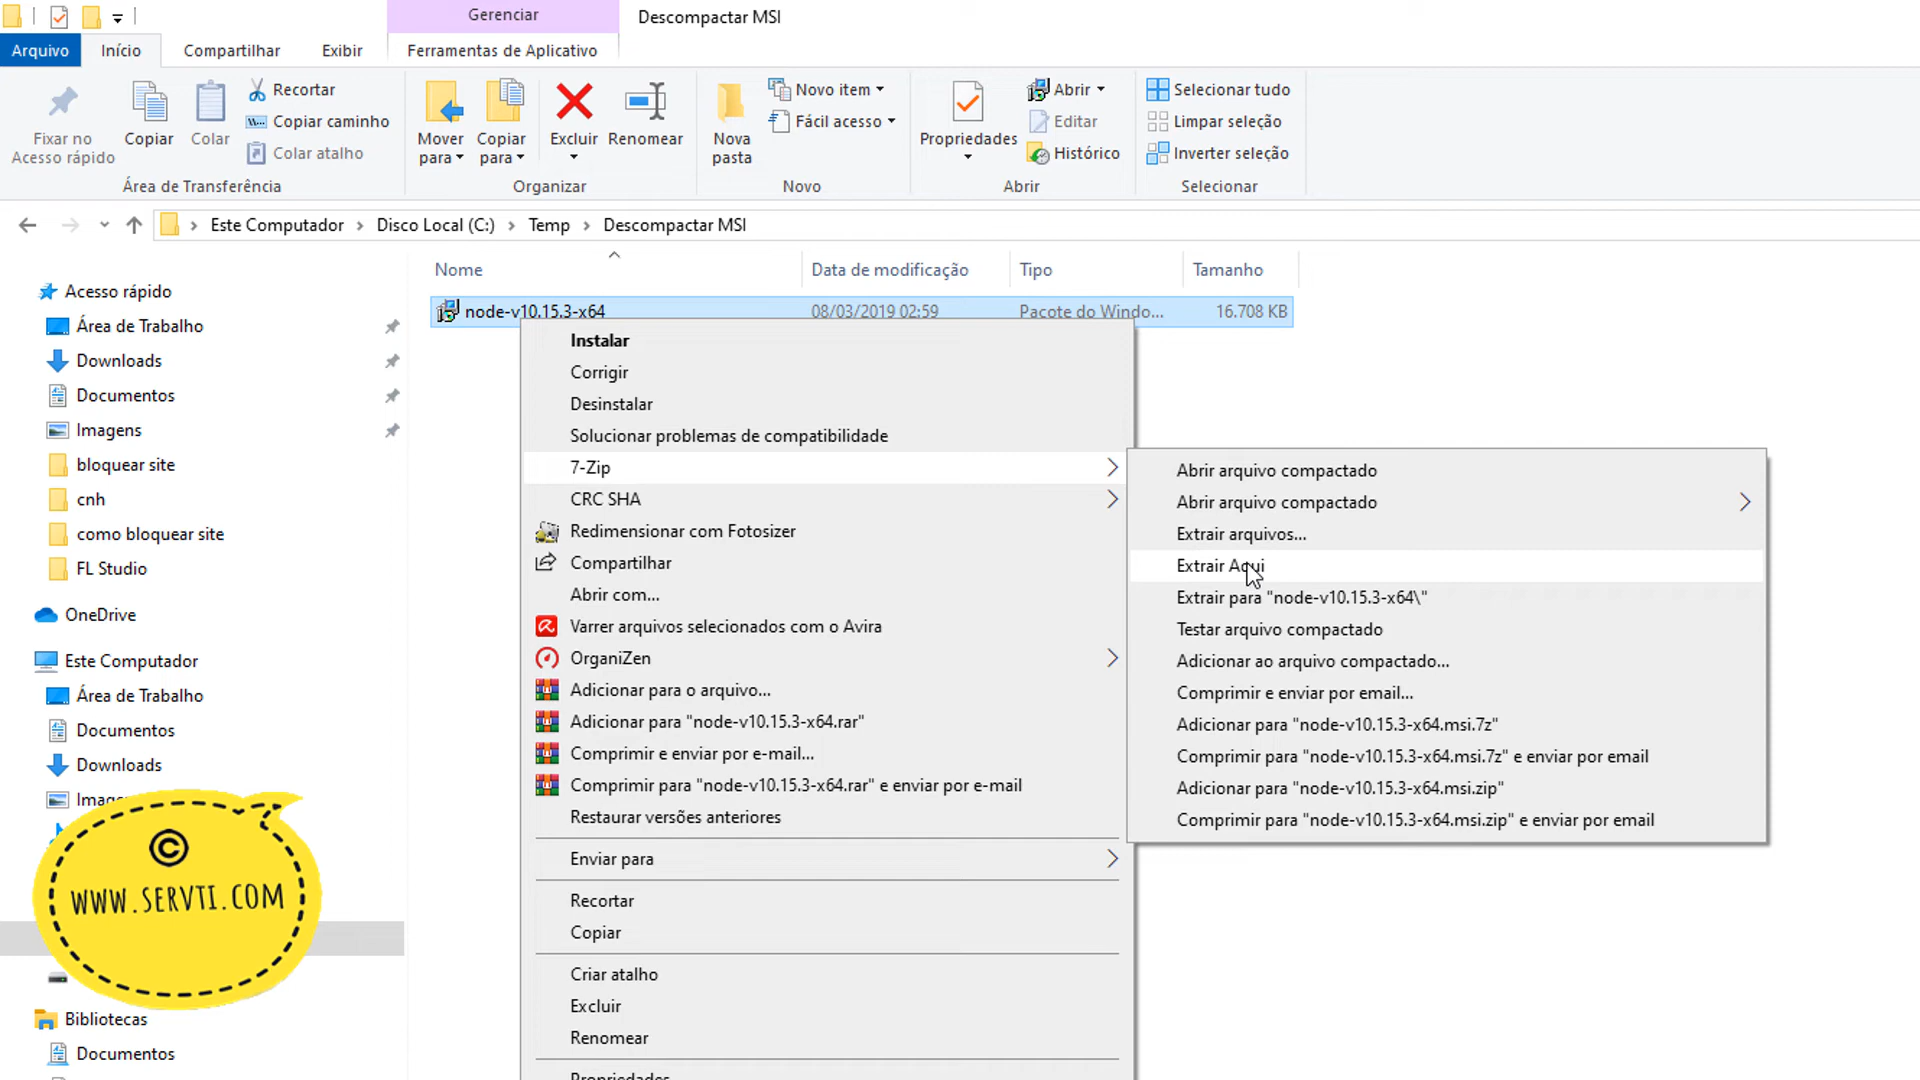 Gerenciar
Descompactar MSI
Arquivo
Início
Compartilhar
Exibir
Ferramentas de Aplicativo
Fixar no
Acesso rápido
Copiar
Colar
Recortar
Copiar caminho
Colar atalho
Área de Transferência
Mover
para
Copiar
para
Excluir
Renomear
Organizar
Nova
pasta
Novo item
Fácil acesso
Novo
Propriedades
Abrir
Editar
Histórico
Abrir
Selecionar tudo
Limpar seleção
Inverter seleção
Selecionar
Este Computador
Disco Local (C:)
Temp
Descompactar MSI
Nome
Data de modificação
Tipo
Tamanho
node-v10.15.3-x64
08/03/2019 02:59
Pacote do Windo...
16.708 KB
Acesso rápido
Área de Trabalho
Downloads
Documentos
Imagens
bloquear site
cnh
como bloquear site
FL Studio
OneDrive
Este Computador
Área de Trabalho
Documentos
Downloads
Bibliotecas
Documentos
Instalar
Corrigir
Desinstalar
Solucionar problemas de compatibilidade
7-Zip
CRC SHA
Redimensionar com Fotosizer
Compartilhar
Abrir com...
Varrer arquivos selecionados com o Avira
OrganiZen
Adicionar para o arquivo...
Adicionar para "node-v10.15.3-x64.rar"
Comprimir e enviar por e-mail...
Comprimir para "node-v10.15.3-x64.rar" e enviar por e-mail
Restaurar versões anteriores
Enviar para
Recortar
Copiar
Criar atalho
Excluir
Renomear
Propriedades
Abrir arquivo compactado
Abrir arquivo compactado
Extrair arquivos...
Extrair Aqui
Extrair para "node-v10.15.3-x64\"
Testar arquivo compactado
Adicionar ao arquivo compactado...
Comprimir e enviar por email...
Adicionar para "node-v10.15.3-x64.msi.7z"
Comprimir para "node-v10.15.3-x64.msi.7z" e enviar por email
Adicionar para "node-v10.15.3-x64.msi.zip"
Comprimir para "node-v10.15.3-x64.msi.zip" e enviar por email
©
WWW.SERVTI.COM